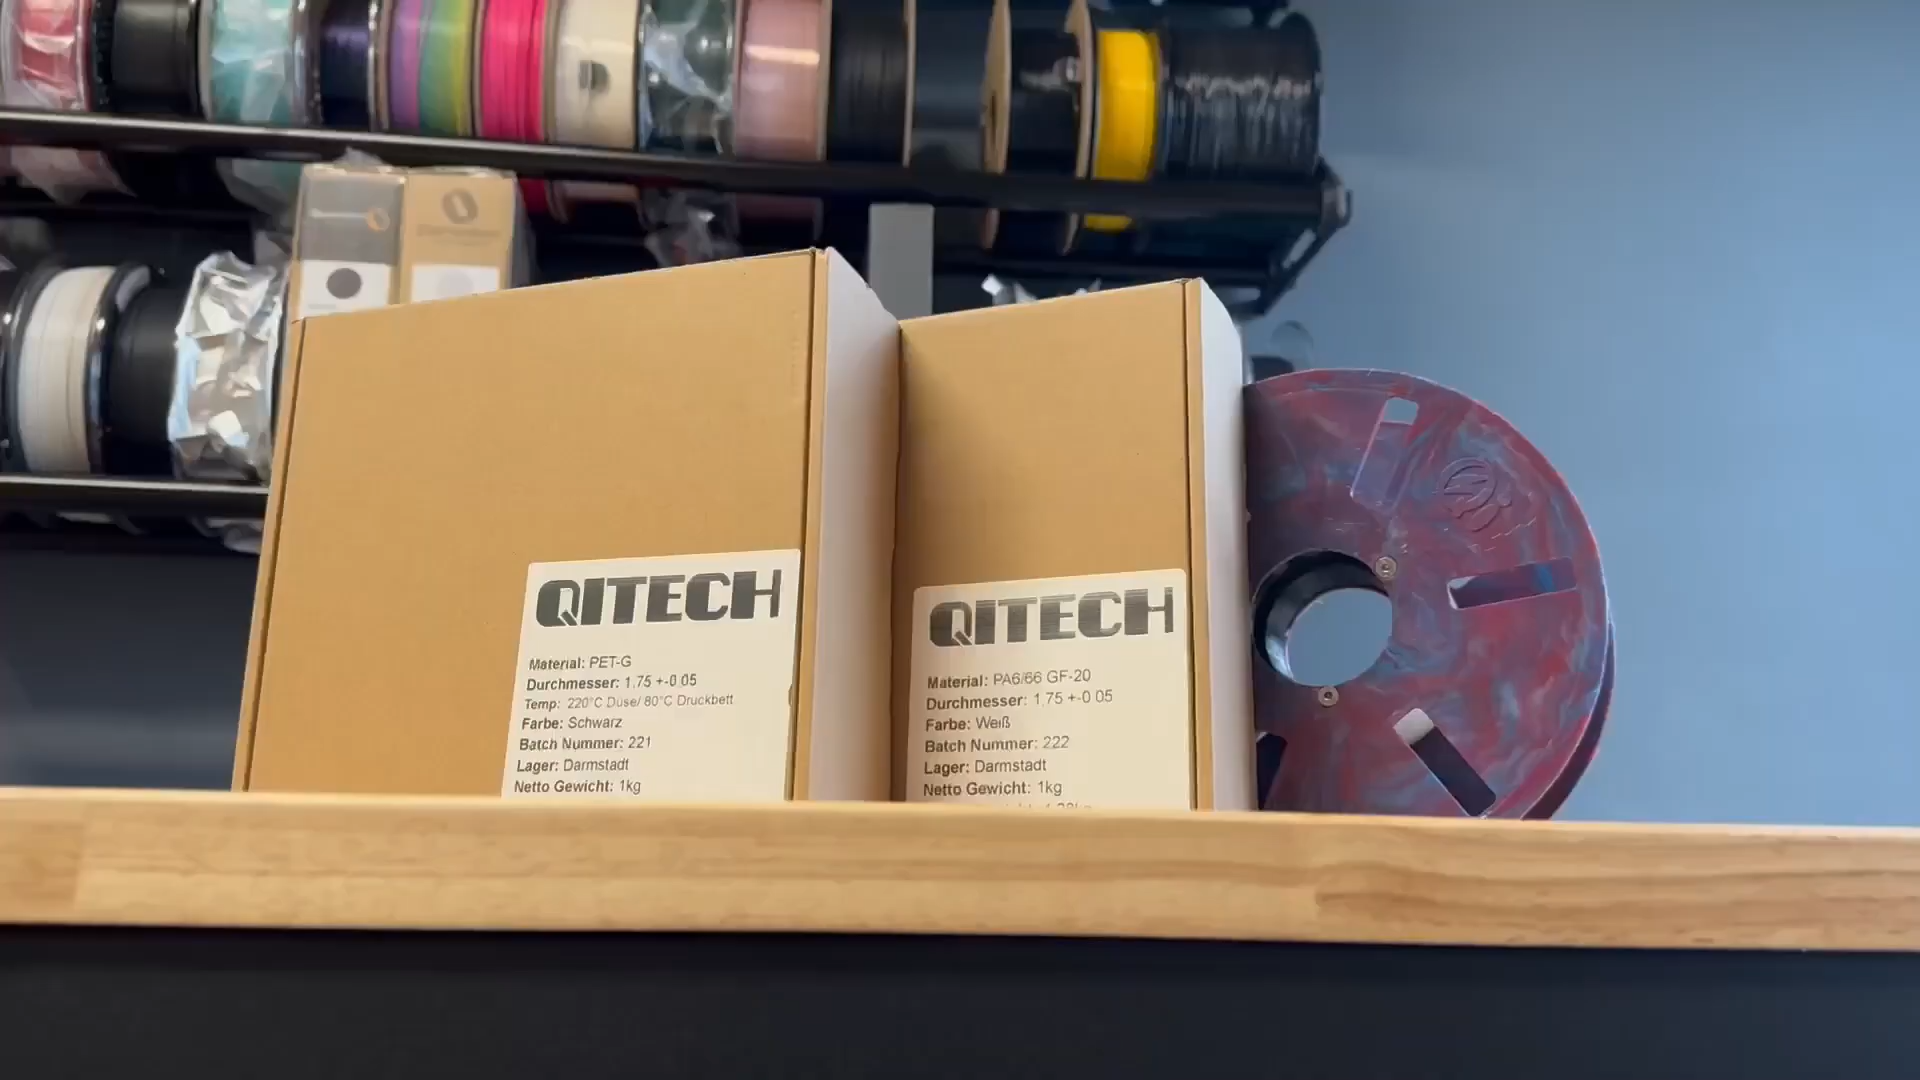 QITECH
Material: PET-G
Durchmesser: 1,75 +-0.05
Temp: 220°C Düse/ 80°C Druckbett
Farbe: Schwarz
Batch Nummer: 221
Lager: Darmstadt
Netto Gewicht: 1kg
QITECH
Material: PA6/66 GF-20
Durchmesser: 1,75 +-0.05
Farbe: Weiß
Batch Nummer: 222
Lager: Darmstadt
Netto Gewicht: 1kg